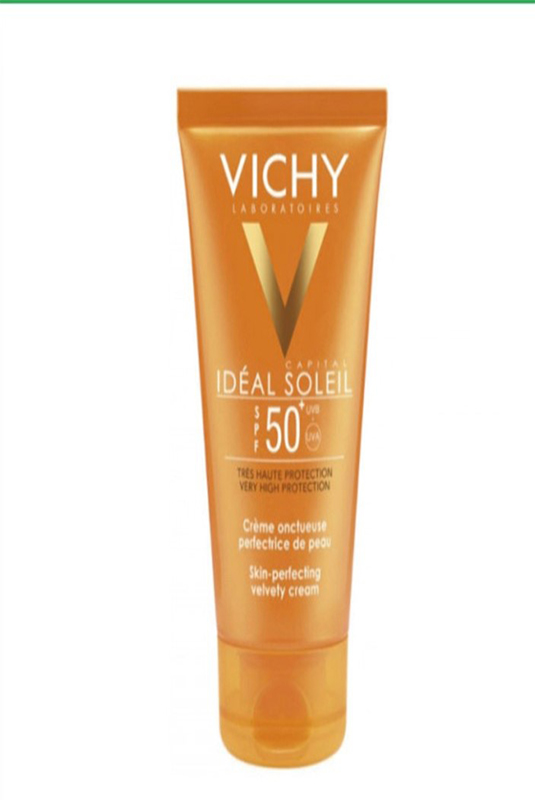 VICHY
LABORATOIRES
V
CAPITAL
IDÉAL SOLEIL
SPF 50+ UVB + UVA
TRÈS HAUTE PROTECTION
VERY HIGH PROTECTION
Crème onctueuse
perfectrice de peau
Skin-perfecting
velvety cream